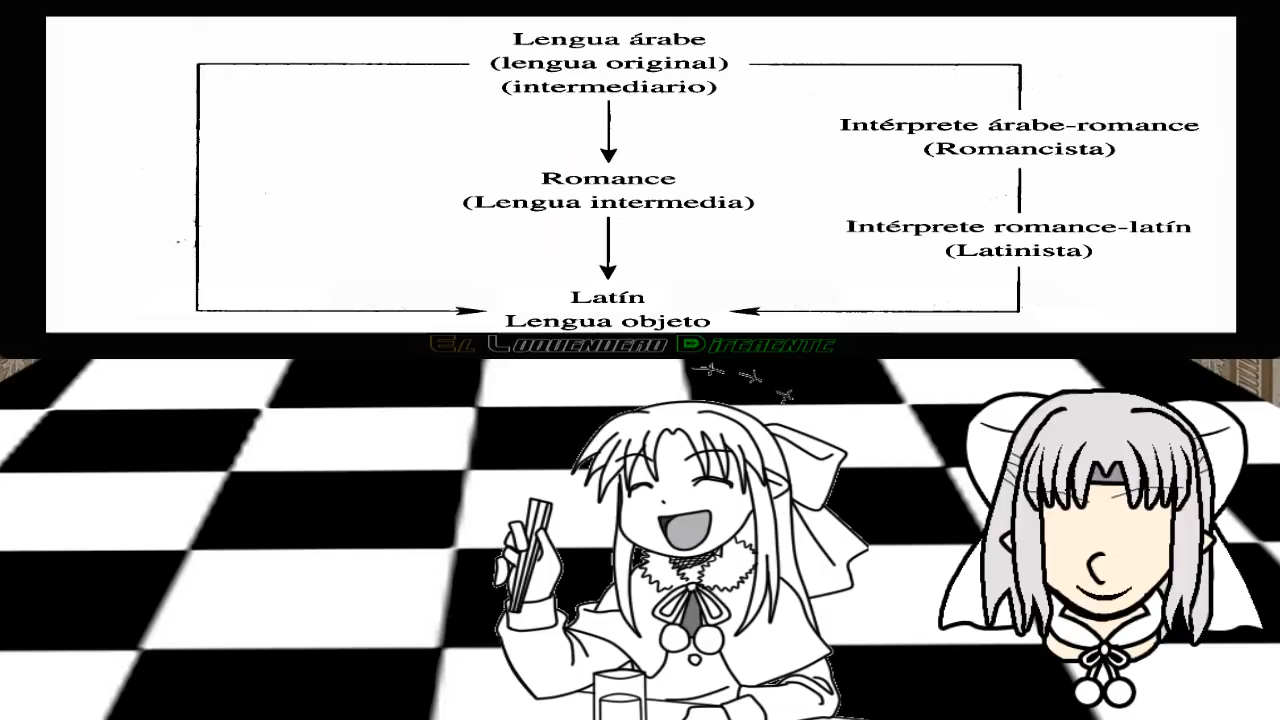 Lengua árabe
(lengua original)
(intermediario)
Intérprete árabe-romance
(Romancista)
Romance
(Lengua intermedia)
Intérprete romance-latín
(Latinista)
Latín
Lengua objeto
El Loquendero Diferente